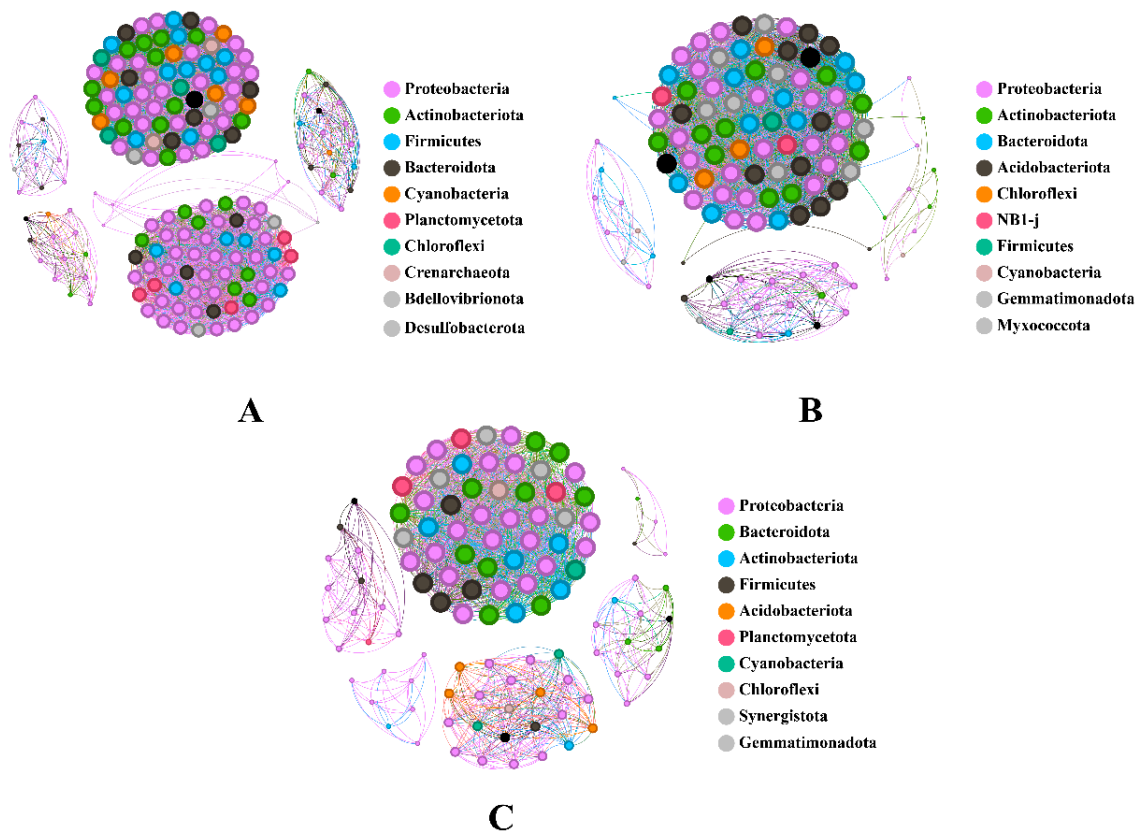 Proteobacteria
Actinobacteriota
Firmicutes
Bacteroidota
Cyanobacteria
Planctomycetota
Chloroflexi
Crenarchaeota
Bdellovibrionota
Desulfobacterota
A
Proteobacteria
Actinobacteriota
Bacteroidota
Acidobacteriota
Chloroflexi
NB1-j
Firmicutes
Cyanobacteria
Gemmatimonadota
Myxococcota
B
Proteobacteria
Bacteroidota
Actinobacteriota
Firmicutes
Acidobacteriota
Planctomycetota
Cyanobacteria
Chloroflexi
Synergistota
Gemmatimonadota
C